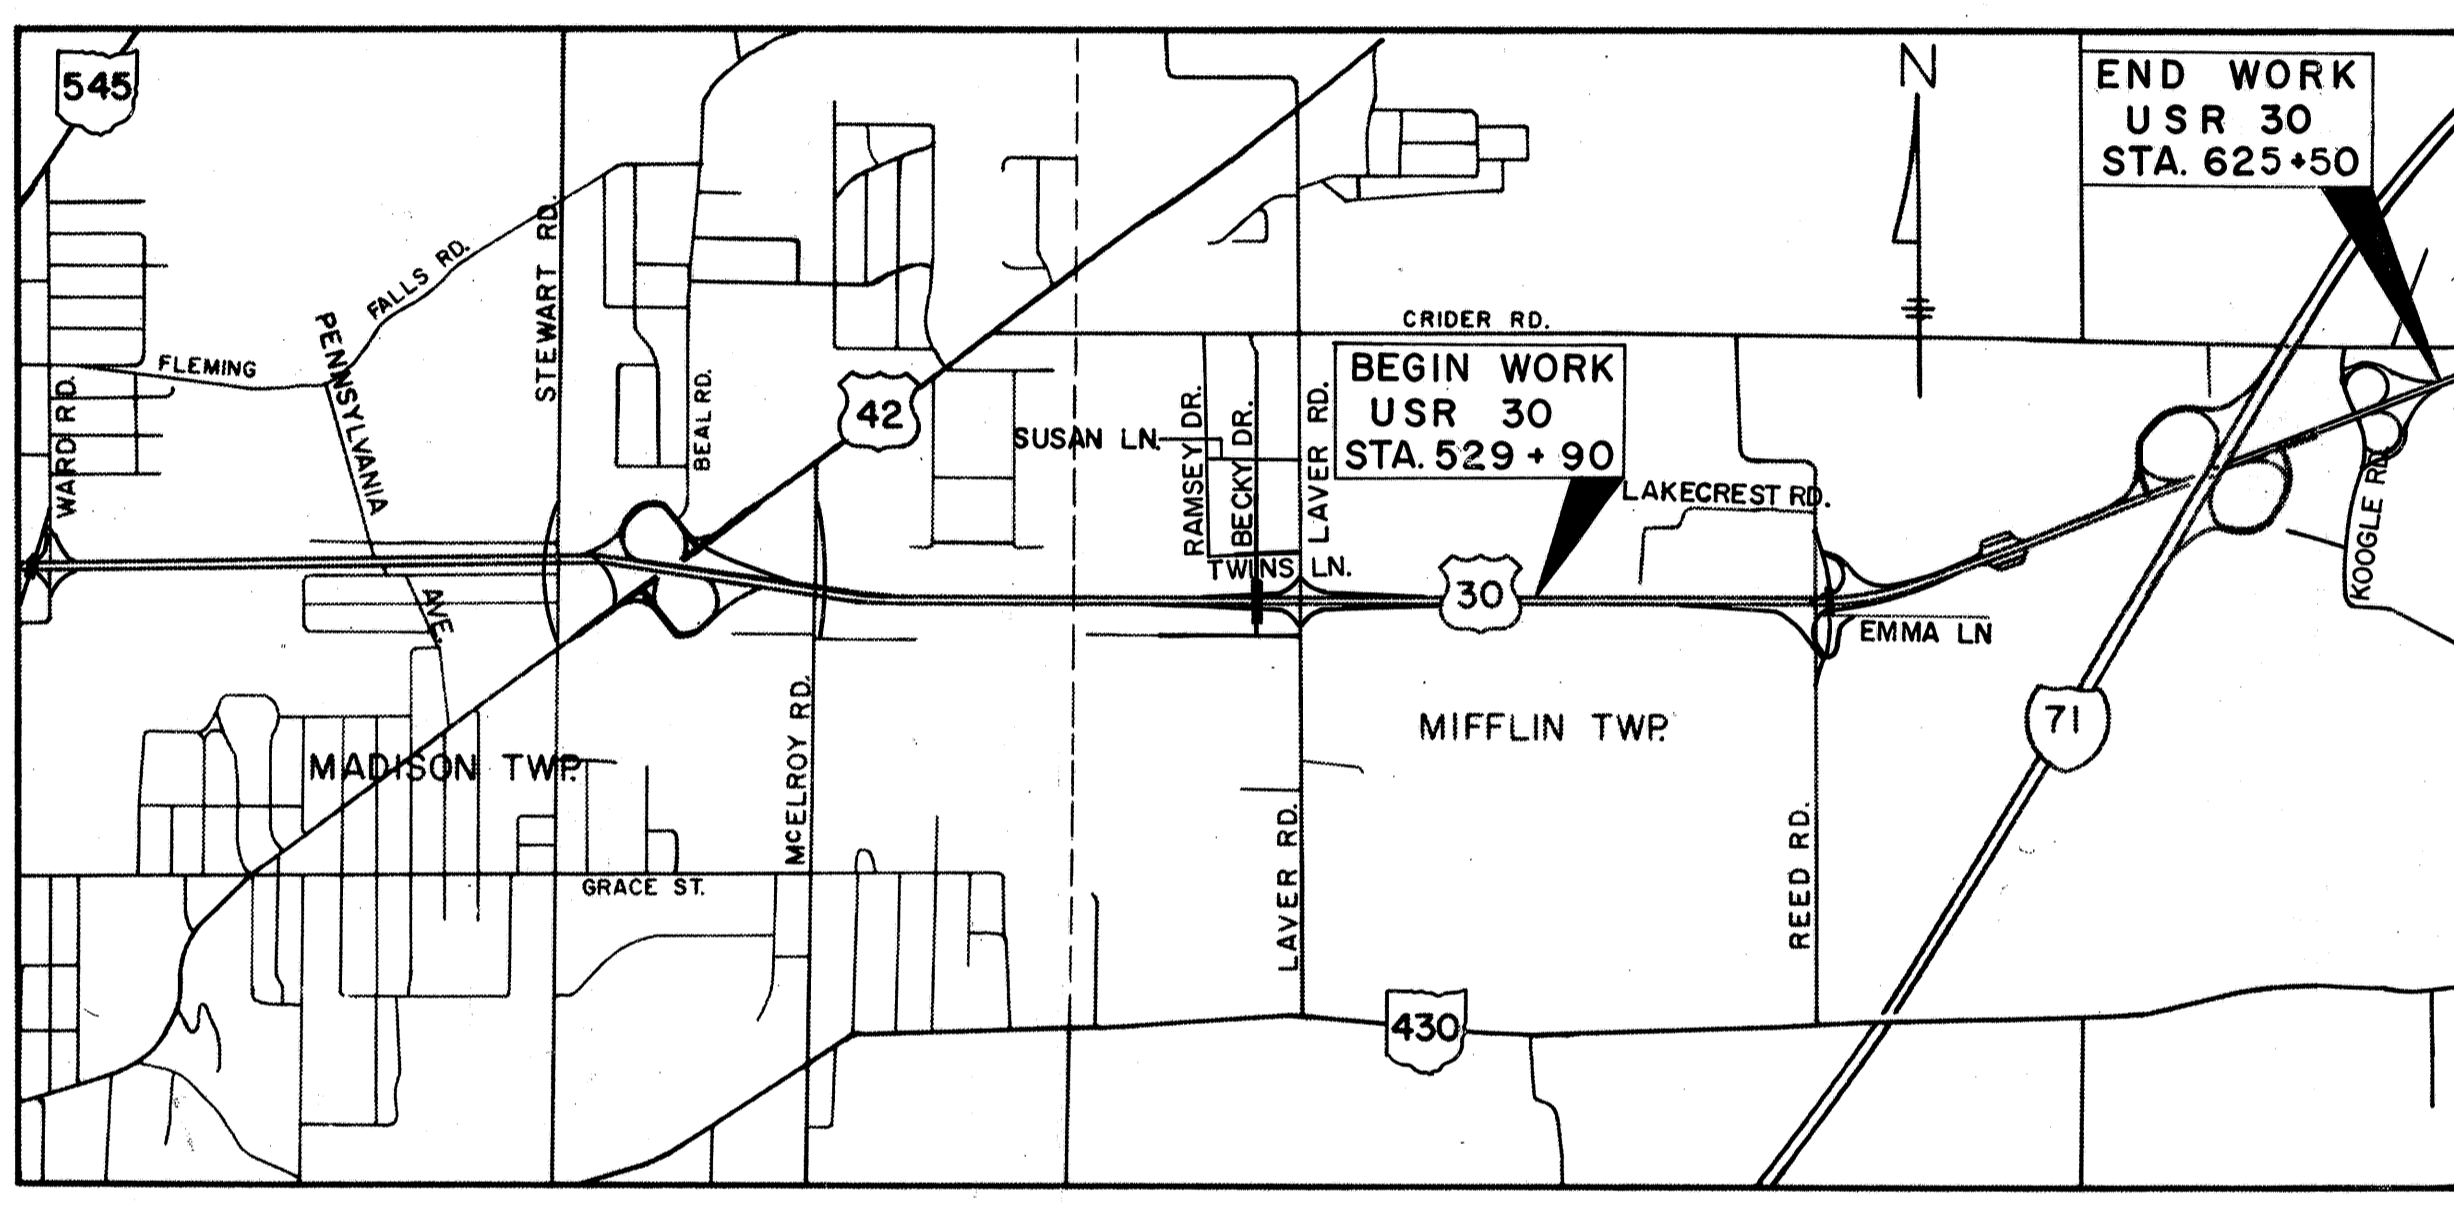 545
N
END WORK
USR 30
STA. 625+50
STEWART RD.
FALLS RD.
CRIDER RD.
PENNSYLVANIA
AVE.
FLEMING
WARD RD.
BEAL RD.
42
SUSAN LN.
RAMSEY DR.
BECKY DR.
LAVER RD.
BEGIN WORK
USR 30
STA. 529+90
LAKECREST RD.
KOOGLE RD.
TWINS LN.
30
EMMA LN
McELROY RD.
MIFFLIN TWP.
71
MADISON TWP.
LAVER RD.
REED RD.
GRACE ST.
430